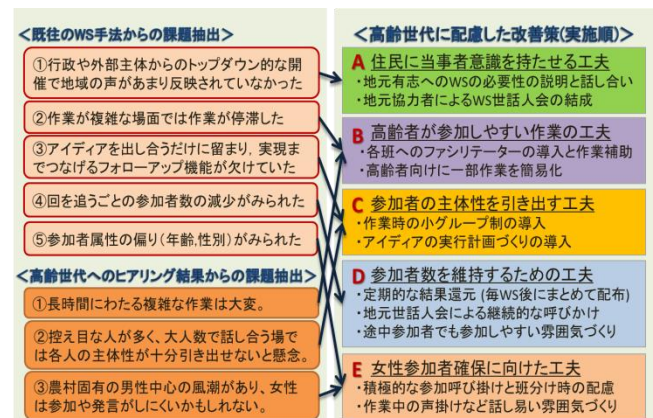 ＜既往のWS手法からの課題抽出＞
①行政や外部主体からのトップダウン的な開
催で地域の声があまり反映されていなかった
②作業が複雑な場面では作業が停滞した
③アイディアを出し合うだけに留まり，実現ま
でつなげるフォローアップ機能が欠けていた
④回を追うごとの参加者数の減少がみられた
⑤参加者属性の偏り(年齢,性別)がみられた
＜高齢世代へのヒアリング結果からの課題抽出＞
①長時間にわたる複雑な作業は大変。
②控え目な人が多く、大人数で話し合う場で
は各人の主体性が十分引き出せないと懸念。
③農村固有の男性中心の風潮があり、女性
は参加や発言がしにくいかもしれない。
＜高齢世代に配慮した改善策(実施順)＞
A 住民に当事者意識を持たせる工夫
・地元有志へのWSの必要性の説明と話し合い
・地元協力者によるWS世話人会の結成
B 高齢者が参加しやすい作業の工夫
・各班へのファシリテーターの導入と作業補助
・高齢者向けに一部作業を簡易化
C 参加者の主体性を引き出す工夫
・作業時の小グループ制の導入
・アイディアの実行計画づくりの導入
D 参加者数を維持するための工夫
・定期的な結果還元 (毎WS後にまとめて配布)
・地元世話人会による継続的な呼びかけ
・途中参加者でも参加しやすい雰囲気づくり
E 女性参加者確保に向けた工夫
・積極的な参加呼び掛けと班分け時の配慮
・作業中の声掛けなど話し易い雰囲気づくり